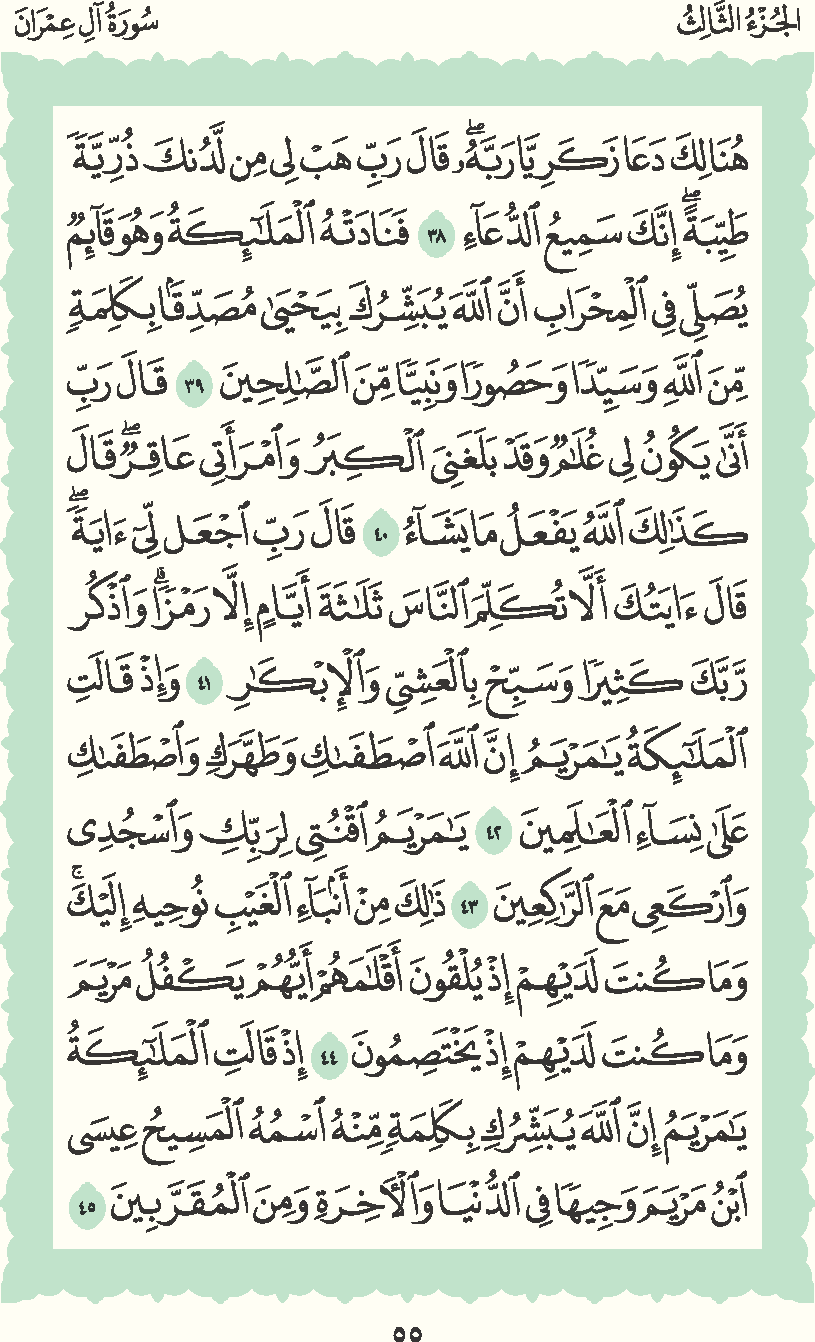 الجُزْءُ الثَّالِثُ
سُورَةُ آلِ عِمْرَانَ
هُنَالِكَ دَعَا زَكَرِيَّا رَبَّهُۥۖ قَالَ رَبِّ هَبْ لِى مِن لَّدُنكَ ذُرِّيَّةً
طَيِّبَةًۖ إِنَّكَ سَمِيعُ ٱلدُّعَآءِ ٣٨ فَنَادَتْهُ ٱلْمَلَـٰٓئِكَةُ وَهُوَ قَآئِمٌ
يُصَلِّى فِى ٱلْمِحْرَابِ أَنَّ ٱللَّهَ يُبَشِّرُكَ بِيَحْيَىٰ مُصَدِّقًۢا بِكَلِمَةٍ
مِّنَ ٱللَّهِ وَسَيِّدًا وَحَصُورًا وَنَبِيًّا مِّنَ ٱلصَّـٰلِحِينَ ٣٩ قَالَ رَبِّ
أَنَّىٰ يَكُونُ لِى غُلَـٰمٌ وَقَدْ بَلَغَنِىَ ٱلْكِبَرُ وَٱمْرَأَتِى عَاقِرٌۖ قَالَ
كَذَٰلِكَ ٱللَّهُ يَفْعَلُ مَا يَشَآءُ ٤٠ قَالَ رَبِّ ٱجْعَل لِّىٓ ءَايَةًۖ
قَالَ ءَايَتُكَ أَلَّا تُكَلِّمَ ٱلنَّاسَ ثَلَـٰثَةَ أَيَّامٍ إِلَّا رَمْزًاۗ وَٱذْكُر
رَّبَّكَ كَثِيرًا وَسَبِّحْ بِٱلْعَشِىِّ وَٱلْإِبْكَـٰرِ ٤١ وَإِذْ قَالَتِ
ٱلْمَلَـٰٓئِكَةُ يَـٰمَرْيَمُ إِنَّ ٱللَّهَ ٱصْطَفَىٰكِ وَطَهَّرَكِ وَٱصْطَفَىٰكِ
عَلَىٰ نِسَآءِ ٱلْعَـٰلَمِينَ ٤٢ يَـٰمَرْيَمُ ٱقْنُتِى لِرَبِّكِ وَٱسْجُدِى
وَٱرْكَعِى مَعَ ٱلرَّٰكِعِينَ ٤٣ ذَٰلِكَ مِنْ أَنۢبَآءِ ٱلْغَيْبِ نُوحِيهِ إِلَيْكَۚ
وَمَا كُنتَ لَدَيْهِمْ إِذْ يُلْقُونَ أَقْلَـٰمَهُمْ أَيُّهُمْ يَكْفُلُ مَرْيَمَ
وَمَا كُنتَ لَدَيْهِمْ إِذْ يَخْتَصِمُونَ ٤٤ إِذْ قَالَتِ ٱلْمَلَـٰٓئِكَةُ
يَـٰمَرْيَمُ إِنَّ ٱللَّهَ يُبَشِّرُكِ بِكَلِمَةٍ مِّنْهُ ٱسْمُهُ ٱلْمَسِيحُ عِيسَى
ٱبْنُ مَرْيَمَ وَجِيهًا فِى ٱلدُّنْيَا وَٱلْـَٔاخِرَةِ وَمِنَ ٱلْمُقَرَّبِينَ ٤٥
٥٥